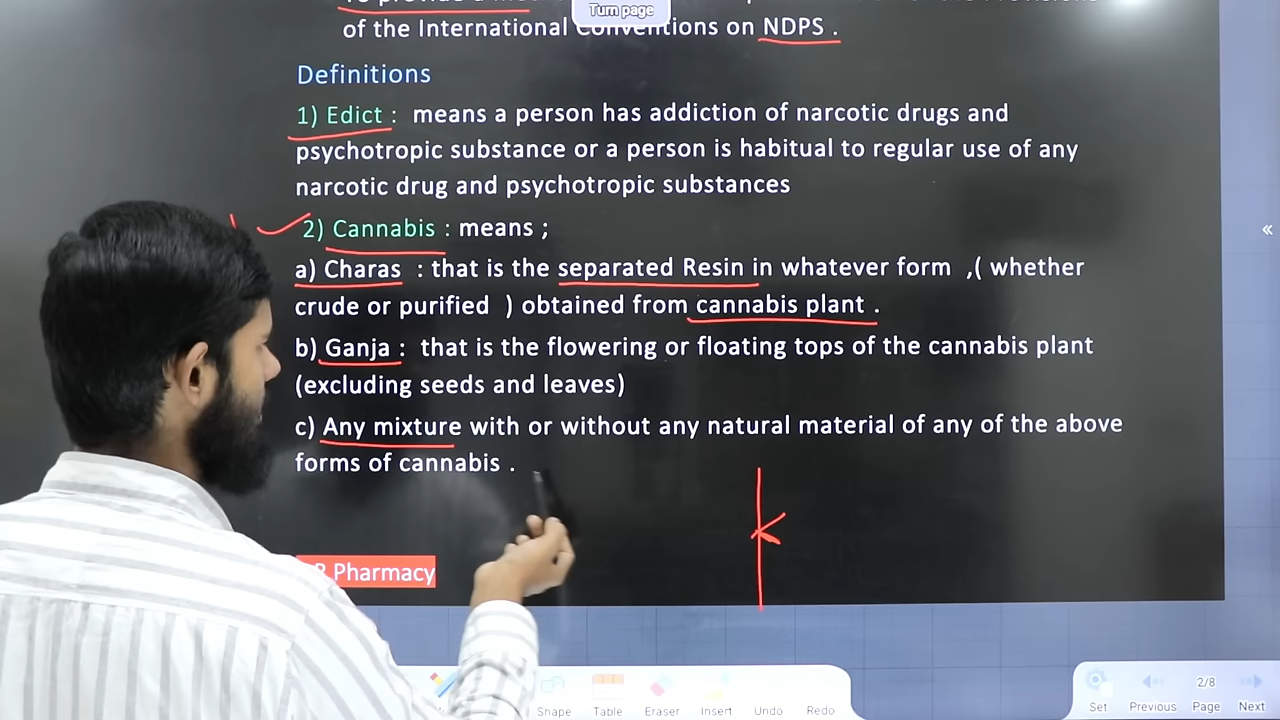 Turn page
of the International Conventions on NDPS .
Definitions
1) Edict : means a person has addiction of narcotic drugs and
psychotropic substance or a person is habitual to regular use of any
narcotic drug and psychotropic substances
2) Cannabis : means ;
a) Charas : that is the separated Resin in whatever form ,( whether
crude or purified ) obtained from cannabis plant .
b) Ganja : that is the flowering or floating tops of the cannabis plant
(excluding seeds and leaves)
c) Any mixture with or without any natural material of any of the above
forms of cannabis .
Pharmacy
Shape Table Eraser Insert Undo Redo
2/8
Set Previous Page Next